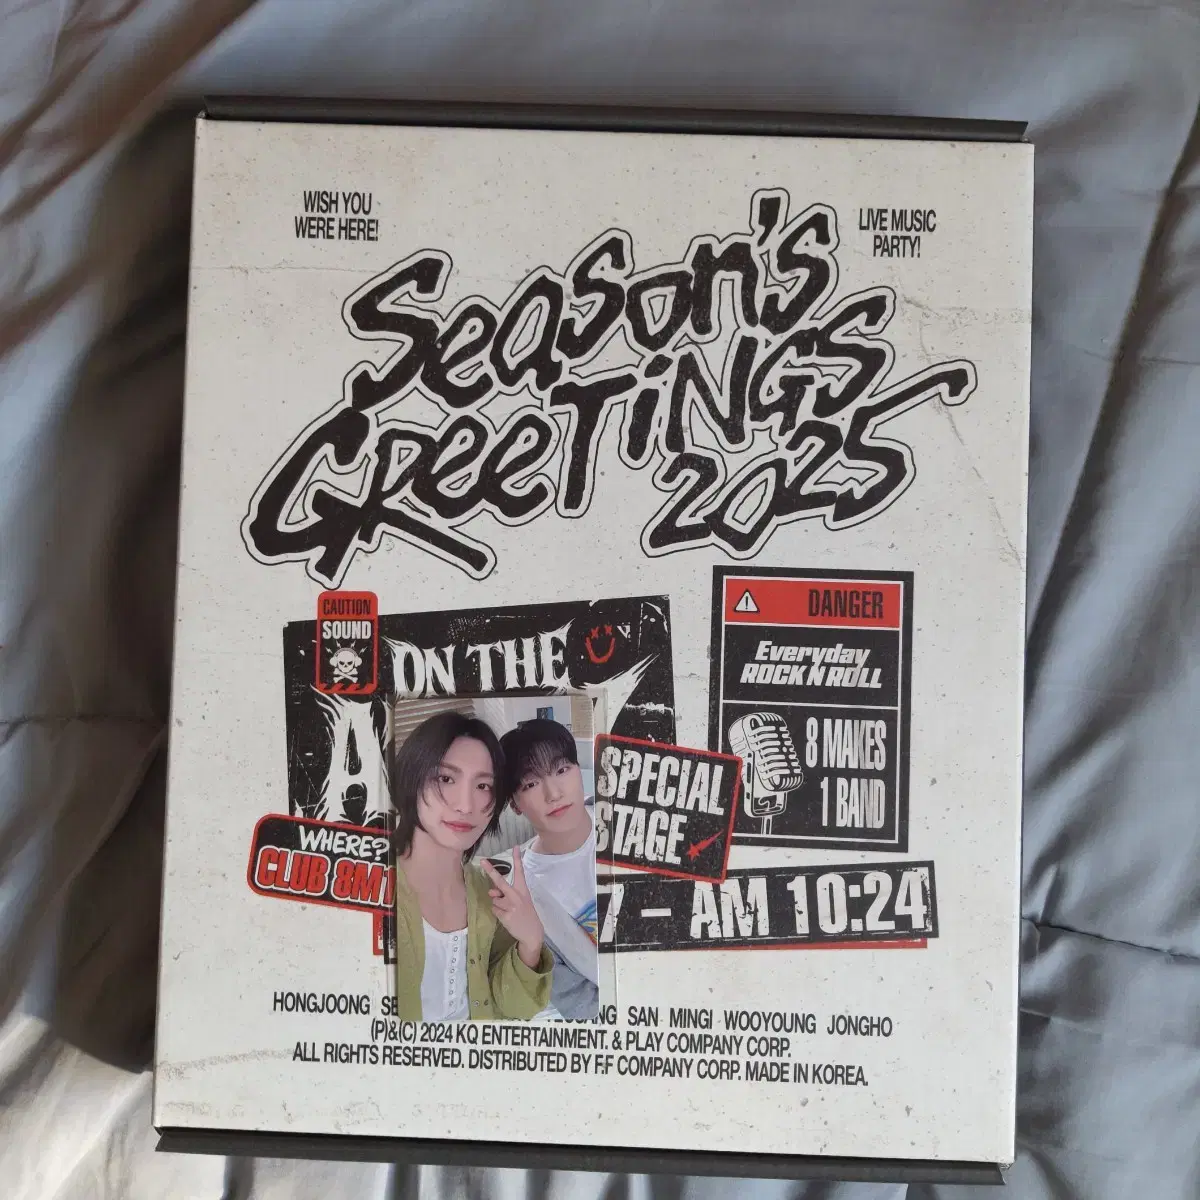 WISH YOU
WERE HERE!
LIVE MUSIC
PARTY!
Season's
GReeTiNGS
2025
CAUTION
SOUND
ON THE
A
WHERE?
CLUB 8M
SPECIAL
STAGE
DANGER
Everyday
ROCK N ROLL
8 MAKES
1 BAND
7 – AM 10:24
HONGJOONG SE SAN MINGI WOOYOUNG JONGHO
(P)&(C) 2024 KQ ENTERTAINMENT. & PLAY COMPANY CORP.
ALL RIGHTS RESERVED. DISTRIBUTED BY F.F COMPANY CORP. MADE IN KOREA.